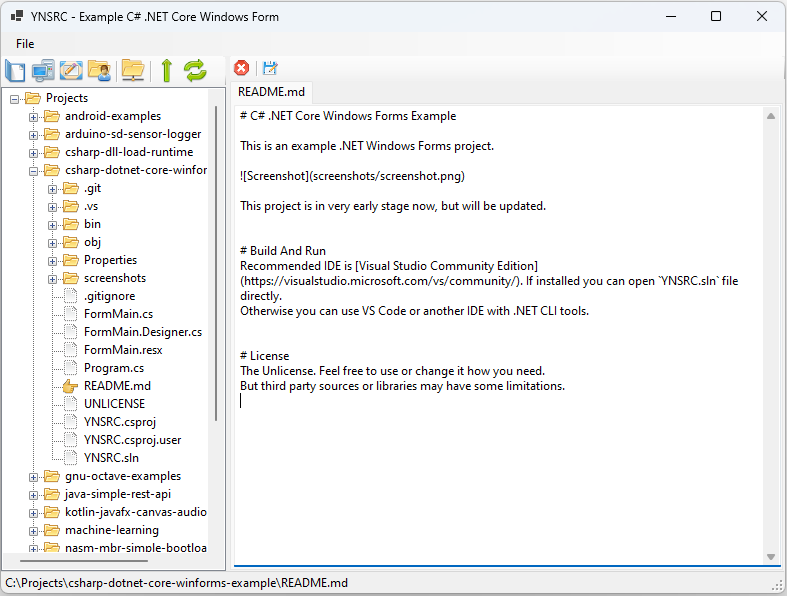 YNSRC - Example C# .NET Core Windows Form
File
Projects
android-examples
arduino-sd-sensor-logger
csharp-dll-load-runtime
csharp-dotnet-core-winfor
.git
.vs
bin
obj
Properties
screenshots
.gitignore
FormMain.cs
FormMain.Designer.cs
FormMain.resx
Program.cs
README.md
UNLICENSE
YNSRC.csproj
YNSRC.csproj.user
YNSRC.sln
gnu-octave-examples
java-simple-rest-api
kotlin-javafx-canvas-audio
machine-learning
nasm-mbr-simple-bootloa
README.md
# C# .NET Core Windows Forms Example
This is an example .NET Windows Forms project.
![Screenshot](screenshots/screenshot.png)
This project is in very early stage now, but will be updated.
# Build And Run
Recommended IDE is [Visual Studio Community Edition]
(https://visualstudio.microsoft.com/vs/community/). If installed you can open `YNSRC.sln` file
directly.
Otherwise you can use VS Code or another IDE with .NET CLI tools.
# License
The Unlicense. Feel free to use or change it how you need.
But third party sources or libraries may have some limitations.
C:\Projects\csharp-dotnet-core-winforms-example\README.md